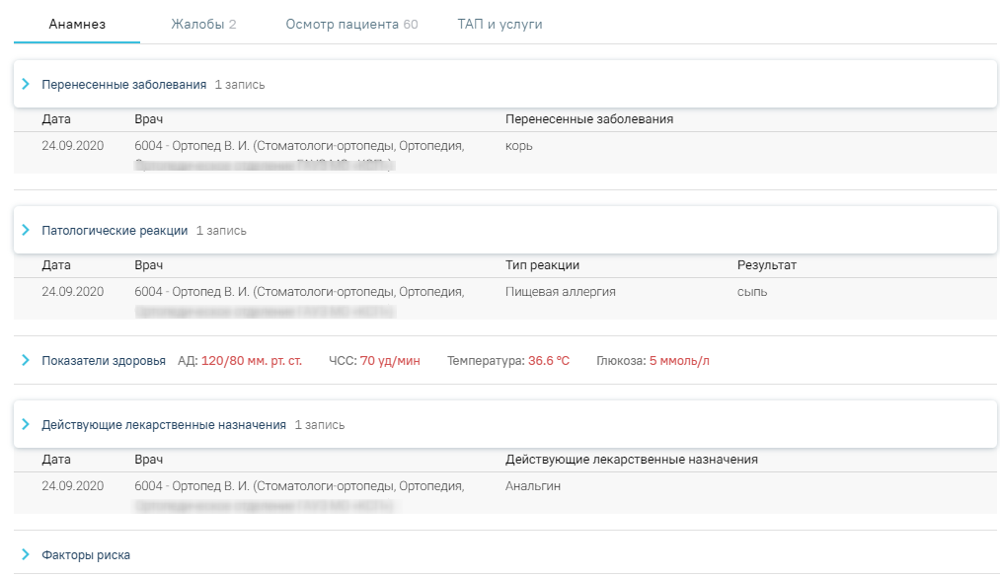 Анамнез Жалобы 2 Осмотр пациента 60 ТАП и услуги
Перенесенные заболевания 1 запись
Дата Врач Перенесенные заболевания
24.09.2020 6004 - Ортопед В. И. (Стоматологи-ортопеды, Ортопедия, корь
Патологические реакции 1 запись
Дата Врач Тип реакции Результат
24.09.2020 6004 - Ортопед В. И. (Стоматологи-ортопеды, Ортопедия, Пищевая аллергия сыпь
Показатели здоровья АД: 120/80 мм. рт. ст. ЧСС: 70 уд/мин Температура: 36.6 °C Глюкоза: 5 ммоль/л
Действующие лекарственные назначения 1 запись
Дата Врач Действующие лекарственные назначения
24.09.2020 6004 - Ортопед В. И. (Стоматологи-ортопеды, Ортопедия, Анальгин
Факторы риска